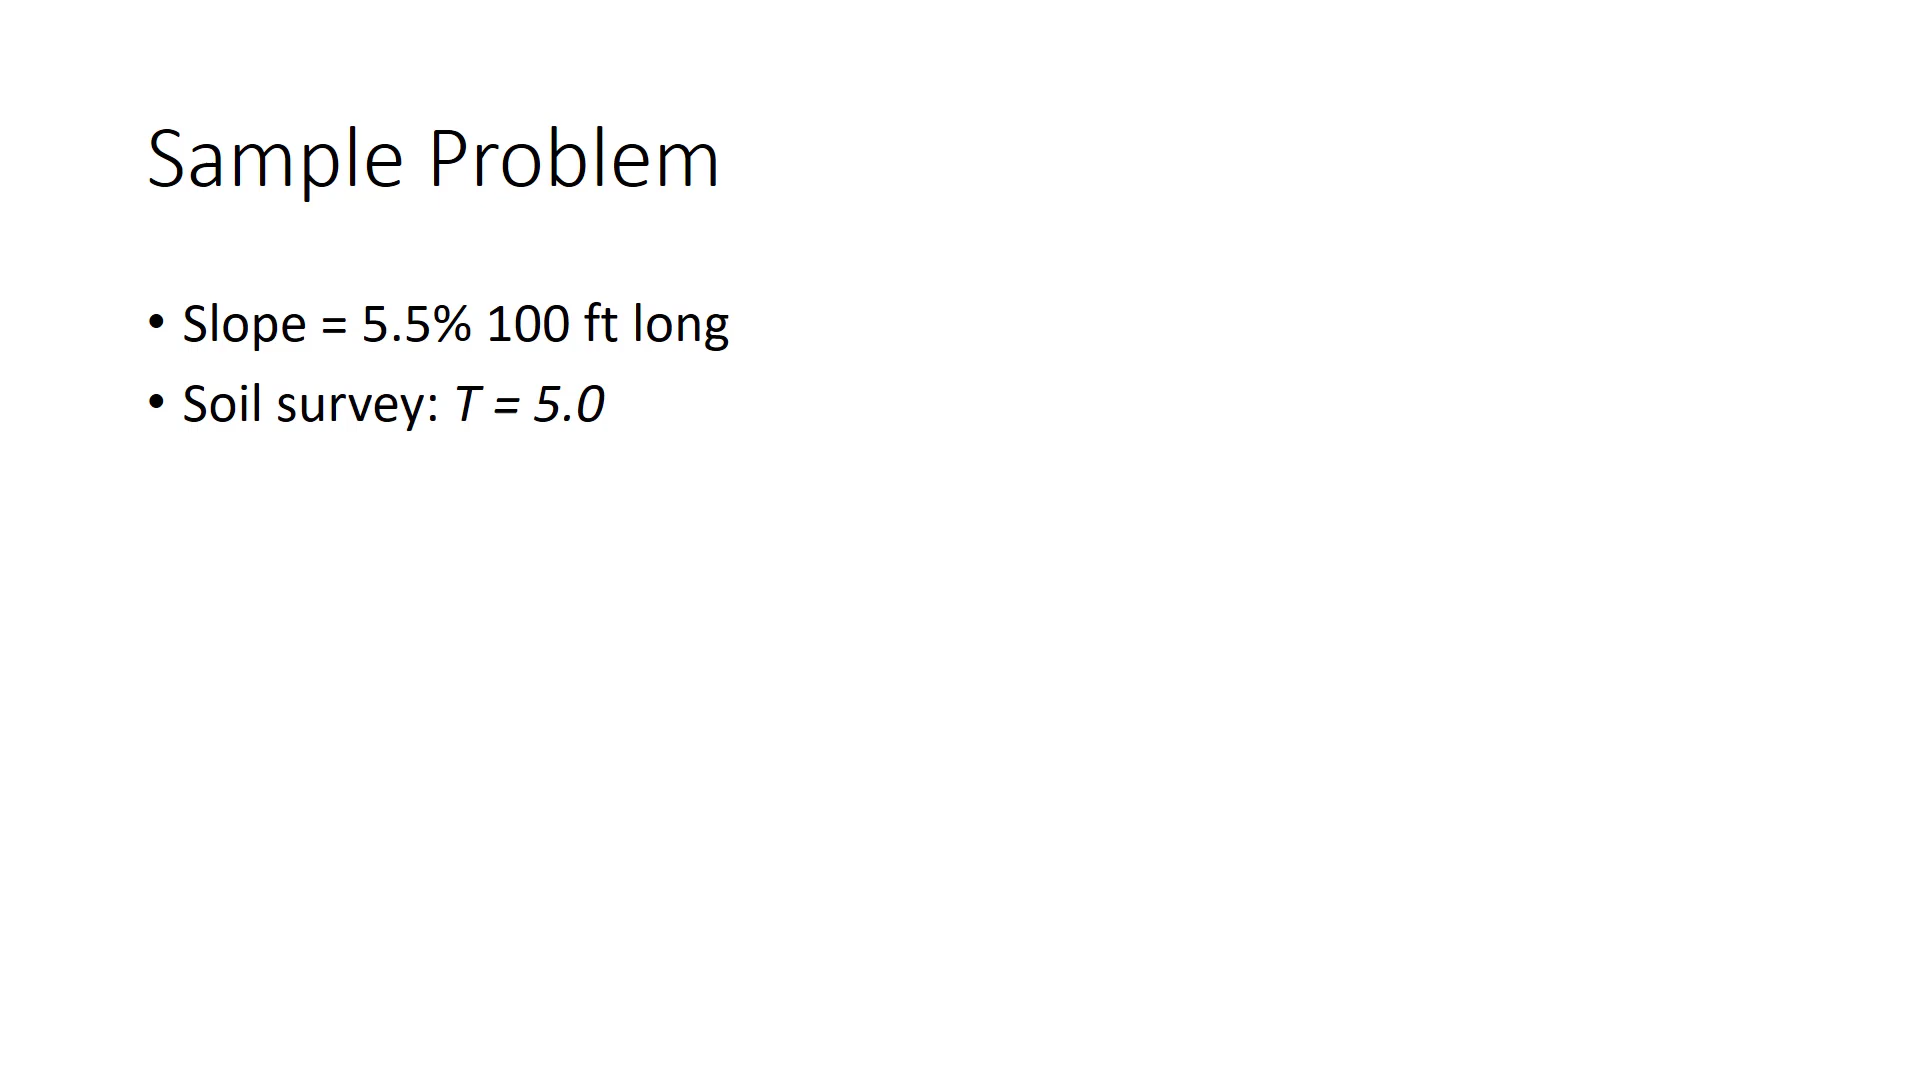 Sample Problem
• Slope = 5.5% 100 ft long
• Soil survey: T = 5.0